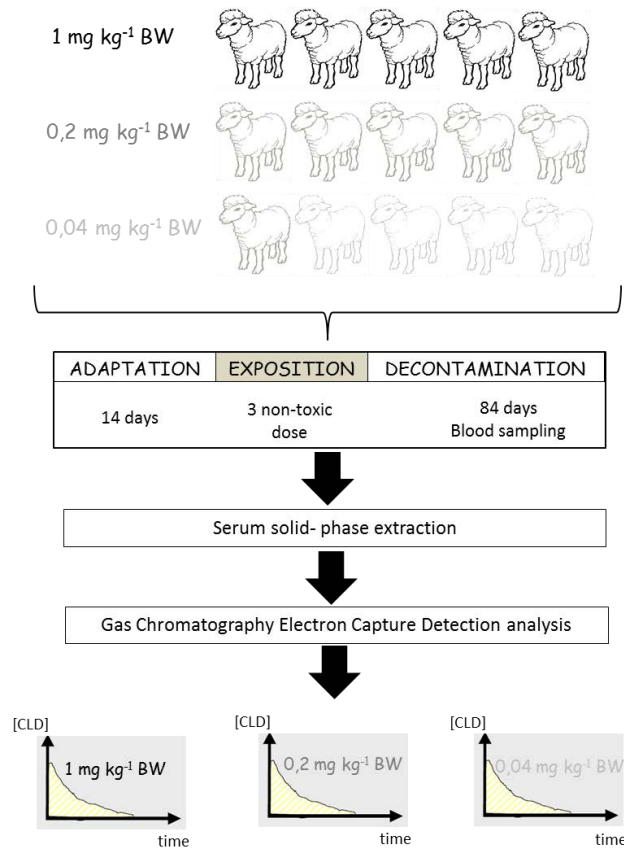 1 mg kg⁻¹ BW
0,2 mg kg⁻¹ BW
0,04 mg kg⁻¹ BW
ADAPTATION EXPOSITION DECONTAMINATION
14 days
3 non-toxic
dose
84 days
Blood sampling
Serum solid- phase extraction
Gas Chromatography Electron Capture Detection analysis
[CLD]
1 mg kg⁻¹ BW
time
[CLD]
0,2 mg kg⁻¹ BW
time
[CLD]
0,04 mg kg⁻¹ BW
time